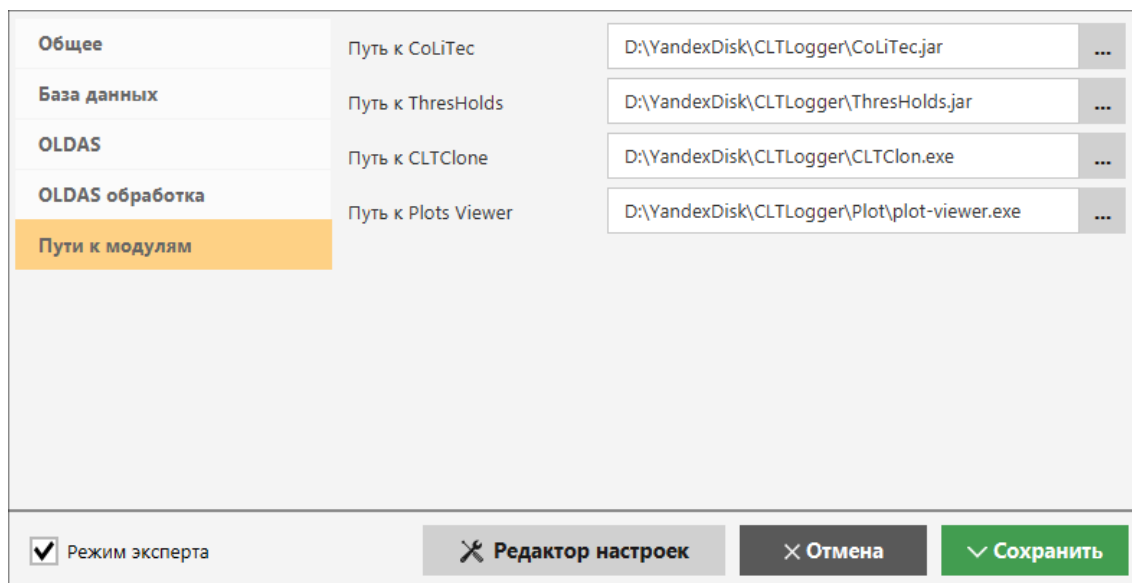 Общее
База данных
OLDAS
OLDAS обработка
Пути к модулям
Путь к CoLiTec D:\YandexDisk\CLTLogger\CoLiTec.jar ...
Путь к ThresHolds D:\YandexDisk\CLTLogger\ThresHolds.jar ...
Путь к CLTClone D:\YandexDisk\CLTLogger\CLTClon.exe ...
Путь к Plots Viewer D:\YandexDisk\CLTLogger\Plot\plot-viewer.exe ...
Режим эксперта Редактор настроек Отмена Сохранить